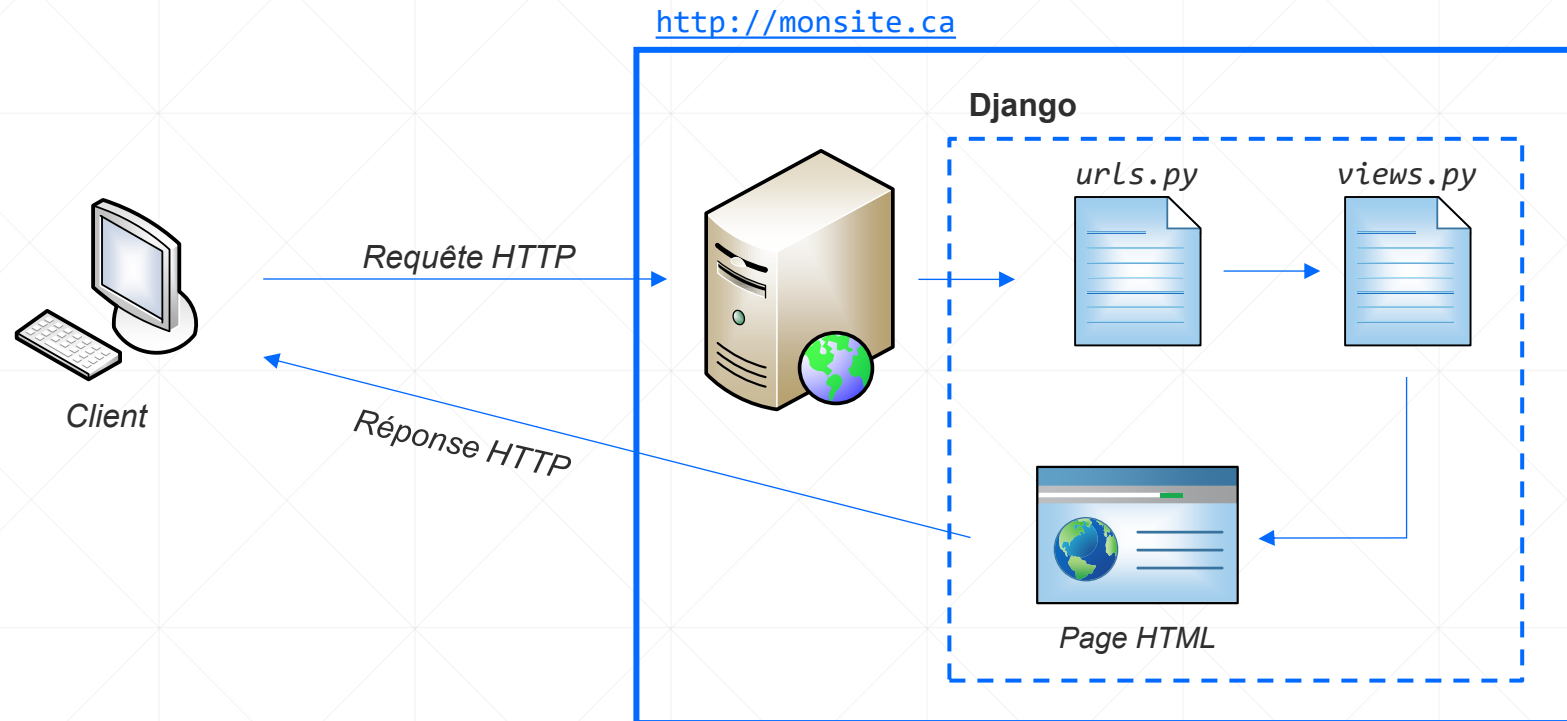 http://monsite.ca
Django
urls.py
views.py
Requête HTTP
Client
Réponse HTTP
Page HTML